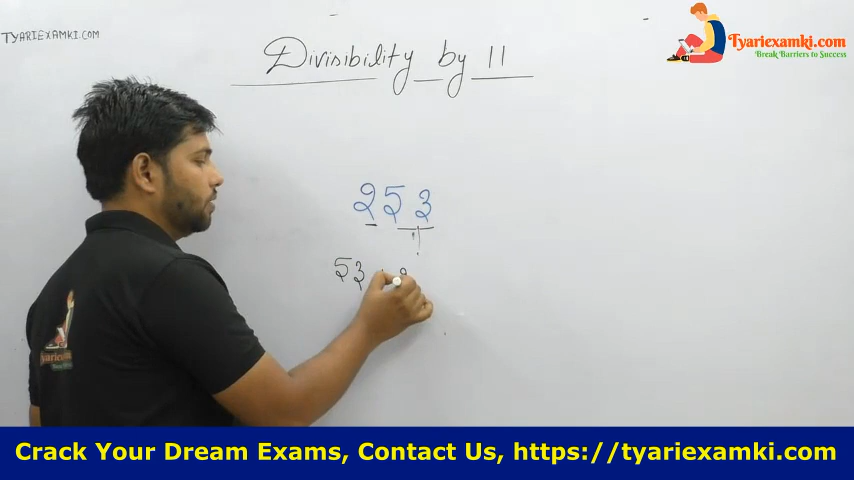 TYARIEXAMKI.COM
Tyariexamki.com
Break Barriers to Success
Divisibility by 11
253
53 +
Crack Your Dream Exams, Contact Us, https://tyariexamki.com